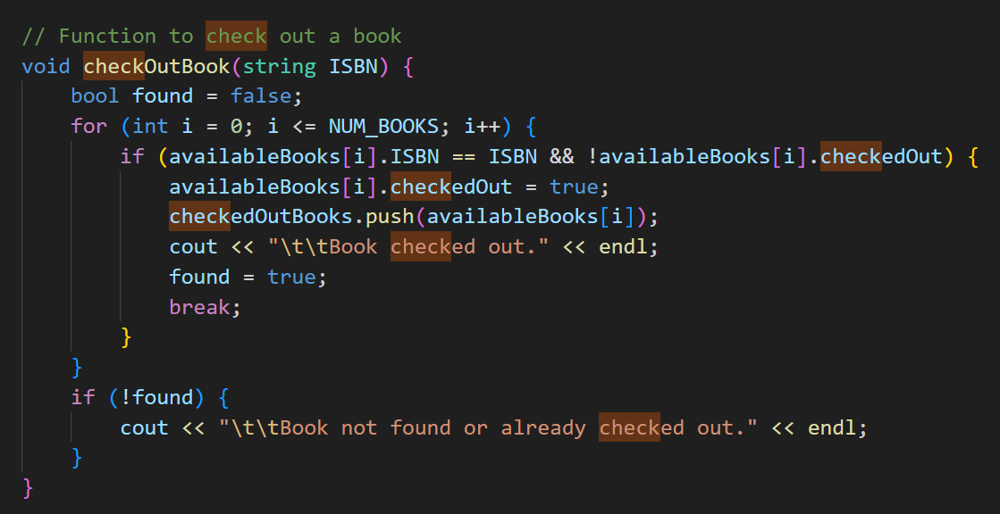 // Function to check out a book
void checkOutBook(string ISBN) {
    bool found = false;
    for (int i = 0; i <= NUM_BOOKS; i++) {
        if (availableBooks[i].ISBN == ISBN && !availableBooks[i].checkedOut) {
            availableBooks[i].checkedOut = true;
            checkedOutBooks.push(availableBooks[i]);
            cout << "\t\tBook checked out." << endl;
            found = true;
            break;
        }
    }
    if (!found) {
        cout << "\t\tBook not found or already checked out." << endl;
    }
}